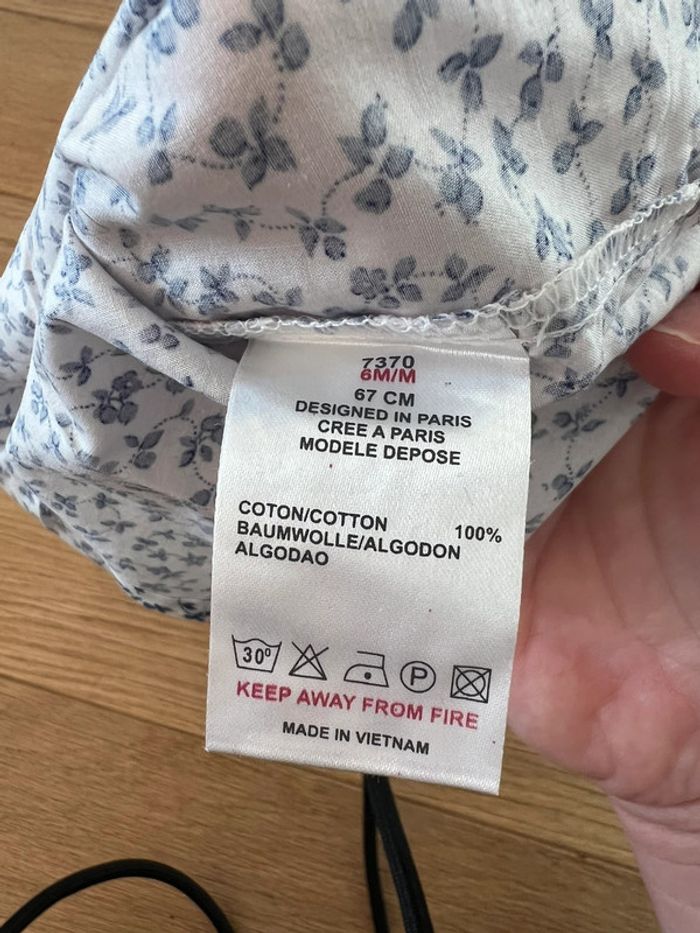 7370
6M/M
67 CM
DESIGNED IN PARIS
CREE A PARIS
MODELE DEPOSE
COTON/COTTON 100%
BAUMWOLLE/ALGODON
ALGODAO
30°
P
KEEP AWAY FROM FIRE
MADE IN VIETNAM